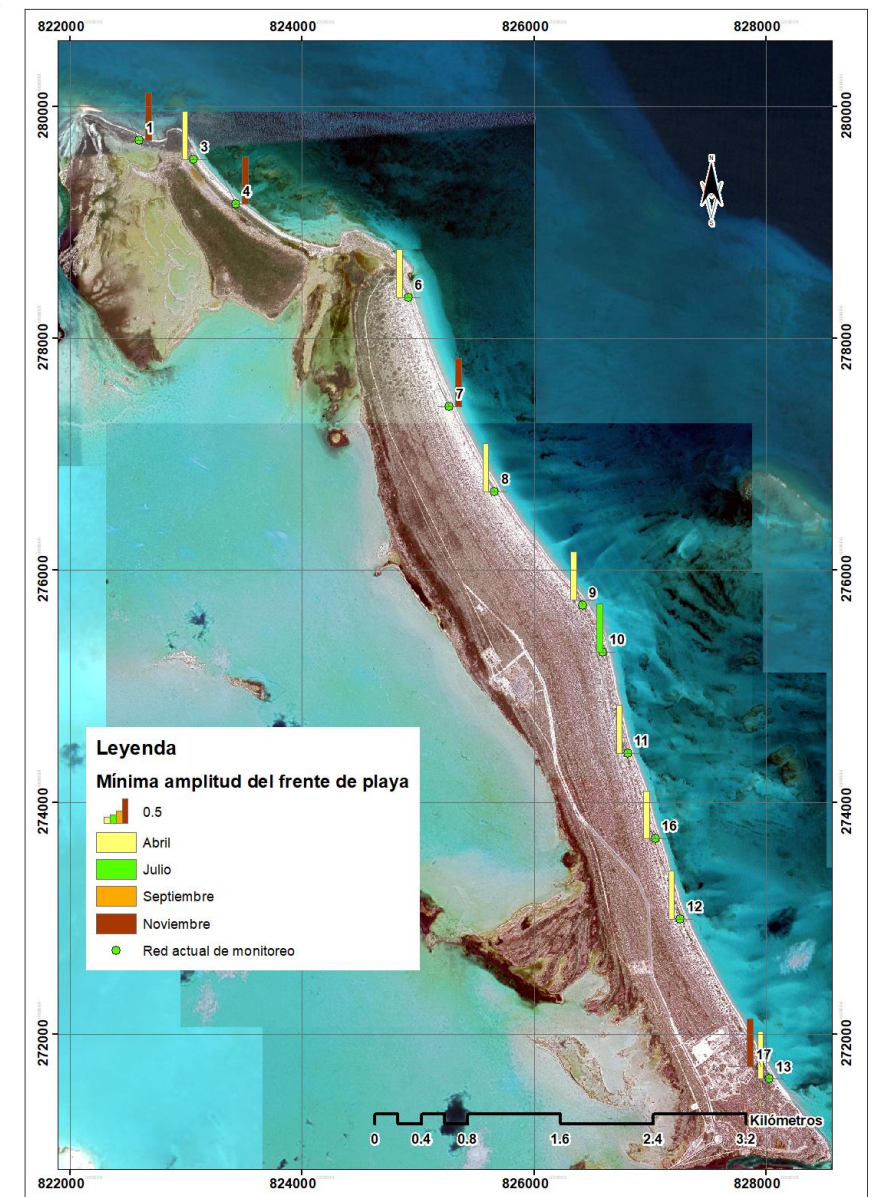 822000 824000 826000 828000
280000 280000
1
3
4
N
S
6
278000 278000
7
8
276000 276000
9
10
11
274000 274000
16
12
272000 272000
17
13
Leyenda
Mínima amplitud del frente de playa
0.5
Abril
Julio
Septiembre
Noviembre
Red actual de monitoreo
Kilómetros
0 0.4 0.8 1.6 2.4 3.2
822000 824000 826000 828000